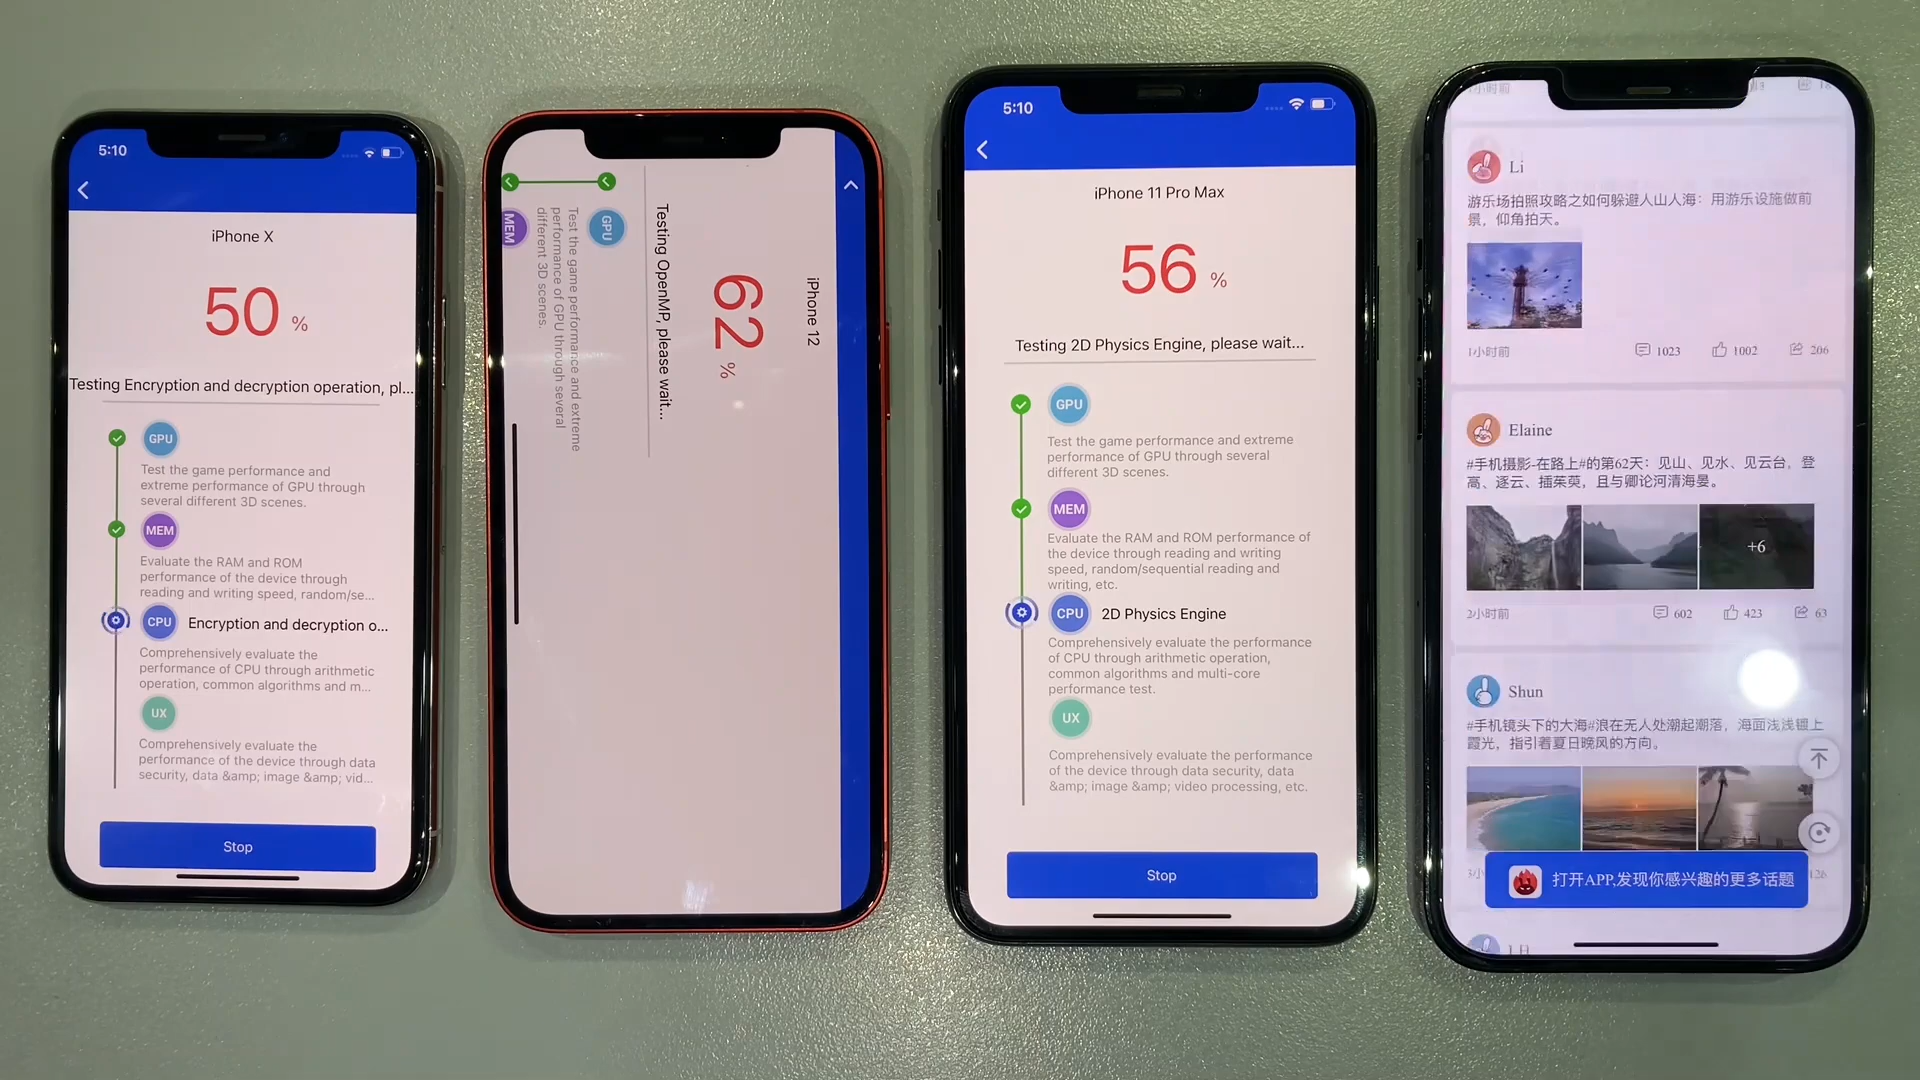 5:10
iPhone X
50 %
Testing Encryption and decryption operation, pl...
GPU
Test the game performance and
extreme performance of GPU through
several different 3D scenes.
MEM
Evaluate the RAM and ROM
performance of the device through
reading and writing speed, random/se...
CPU
Encryption and decryption o...
Comprehensively evaluate the
performance of CPU through arithmetic
operation, common algorithms and m...
UX
Comprehensively evaluate the
performance of the device through data
security, data &amp; image &amp; vid...
Stop
iPhone 12
62 %
Testing OpenMP, please wait...
GPU
Test the game performance and extreme
performance of GPU through several
different 3D scenes.
MEM
5:10
iPhone 11 Pro Max
56 %
Testing 2D Physics Engine, please wait...
GPU
Test the game performance and extreme
performance of GPU through several
different 3D scenes.
MEM
Evaluate the RAM and ROM performance of
the device through reading and writing
speed, random/sequential reading and
writing, etc.
CPU
2D Physics Engine
Comprehensively evaluate the performance
of CPU through arithmetic operation,
common algorithms and multi-core
performance test.
UX
Comprehensively evaluate the performance
of the device through data security, data
&amp; image &amp; video processing, etc.
Stop
Li
游乐场拍照攻略之如何躲避人山人海：用游乐设施做前
景，仰角拍天。
1小时前 1023 1002 206
Elaine
#手机摄影-在路上#的第62天：见山、见水、见云台，登
高、逐云、插茱萸，且与卿论河清海晏。
+6
2小时前 602 423 63
Shun
#手机镜头下的大海#浪在无人处潮起潮落，海面浅浅镀上
霞光，指引着夏日晚风的方向。
打开APP,发现你感兴趣的更多话题